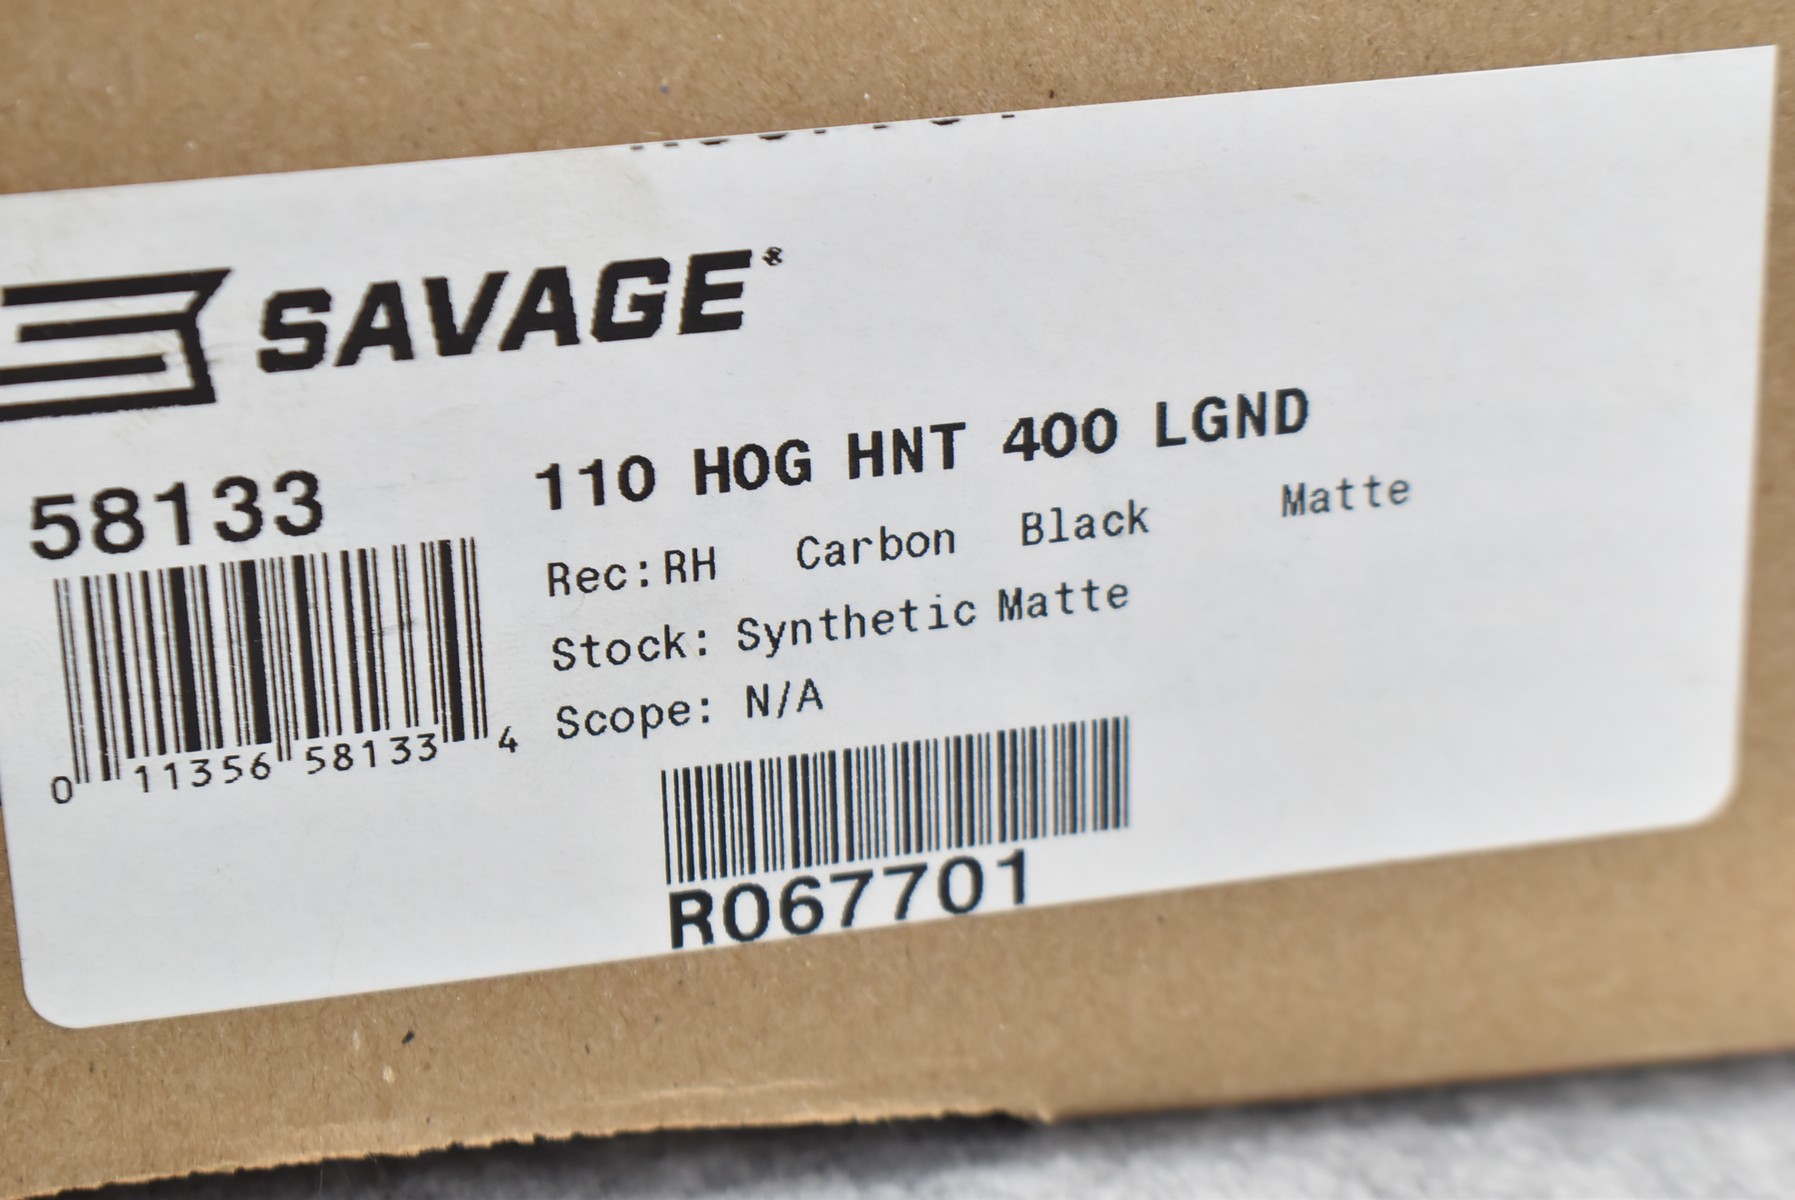 SAVAGE®
58133
110 HOG HNT 400 LGND
Rec:RH Carbon Black Matte
Stock: Synthetic Matte
Scope: N/A
0 11356 58133 4
R067701